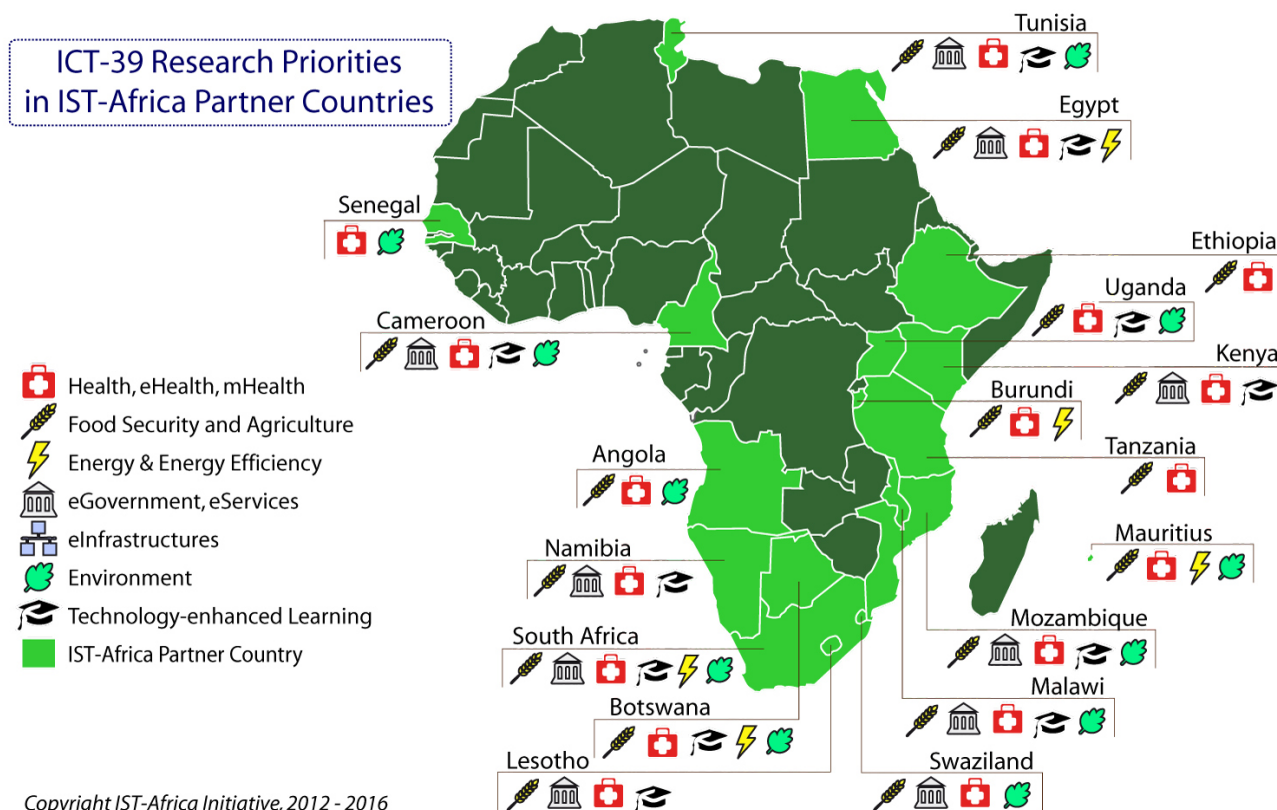 ICT-39 Research Priorities
in IST-Africa Partner Countries
Tunisia
Egypt
Senegal
Ethiopia
Uganda
Cameroon
Kenya
Burundi
Health, eHealth, mHealth
Food Security and Agriculture
Energy & Energy Efficiency
eGovernment, eServices
eInfrastructures
Environment
Technology-enhanced Learning
IST-Africa Partner Country
Angola
Tanzania
Namibia
Mauritius
South Africa
Mozambique
Botswana
Malawi
Lesotho
Swaziland
Copyright IST-Africa Initiative, 2012 - 2016